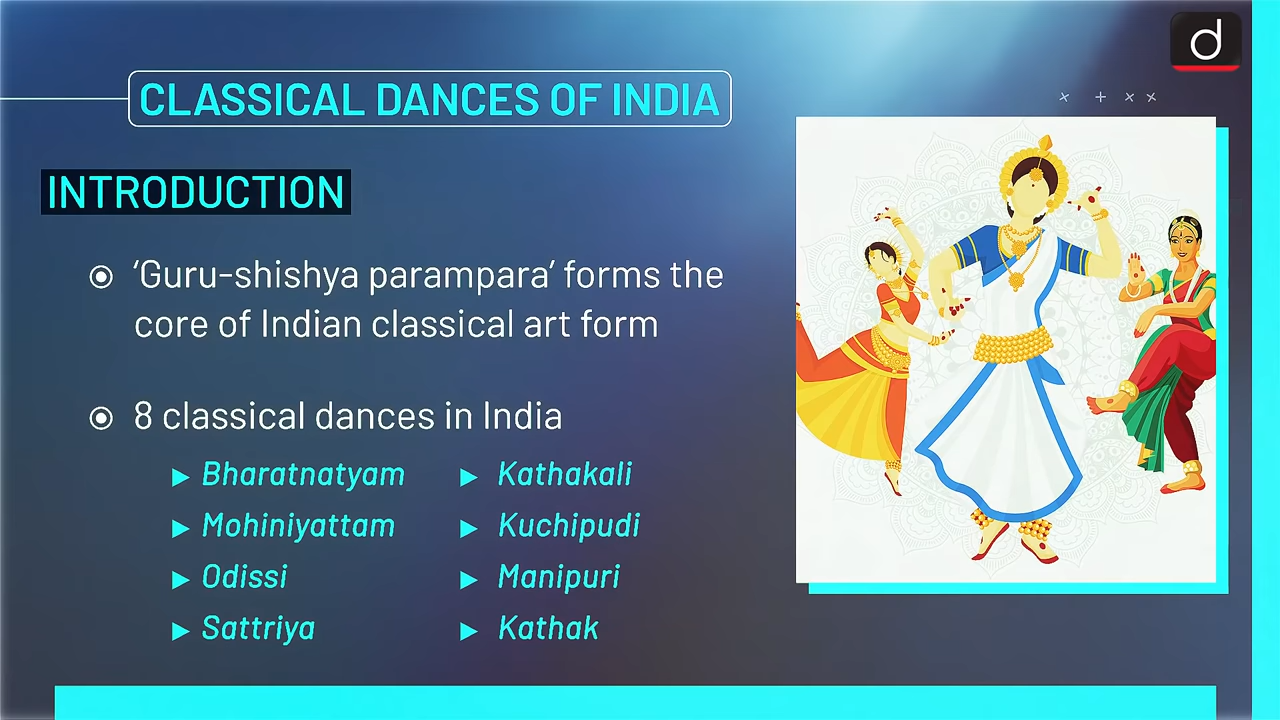 d
CLASSICAL DANCES OF INDIA
INTRODUCTION
'Guru-shishya parampara' forms the
core of Indian classical art form
8 classical dances in India
Bharatnatyam
Kathakali
Mohiniyattam
Kuchipudi
Odissi
Manipuri
Sattriya
Kathak